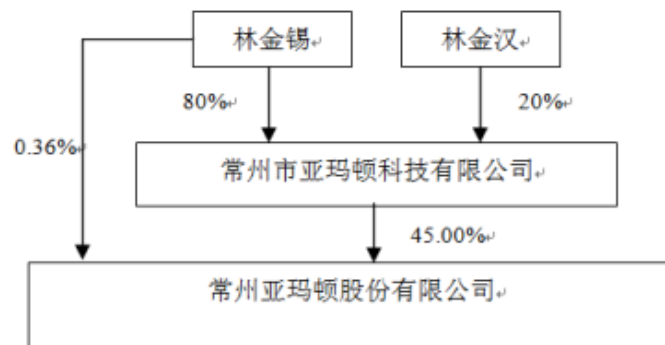 林金锡
林金汉
80%
20%
0.36%
常州市亚玛顿科技有限公司
45.00%
常州亚玛顿股份有限公司